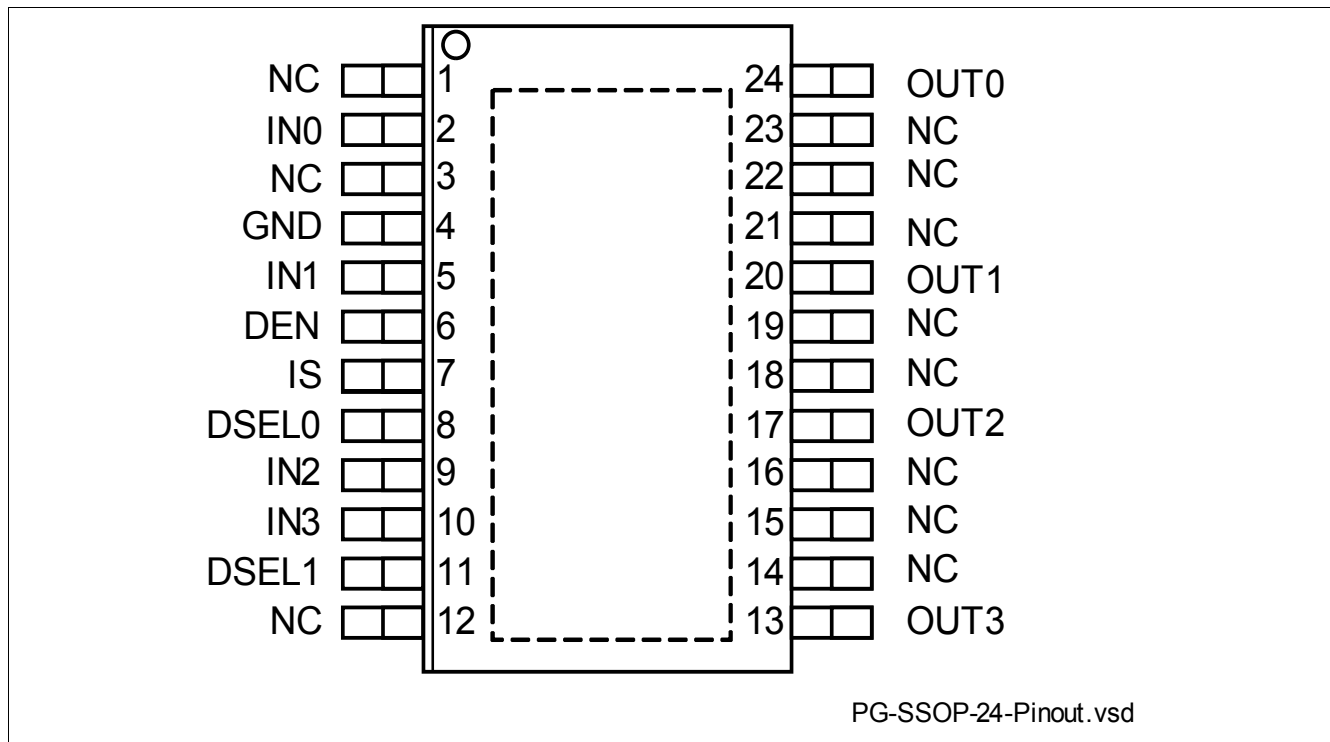 NC 1 24 OUT0
IN0 2 23 NC
NC 3 22 NC
GND 4 21 NC
IN1 5 20 OUT1
DEN 6 19 NC
IS 7 18 NC
DSEL0 8 17 OUT2
IN2 9 16 NC
IN3 10 15 NC
DSEL1 11 14 NC
NC 12 13 OUT3
PG-SSOP-24-Pinout.vsd